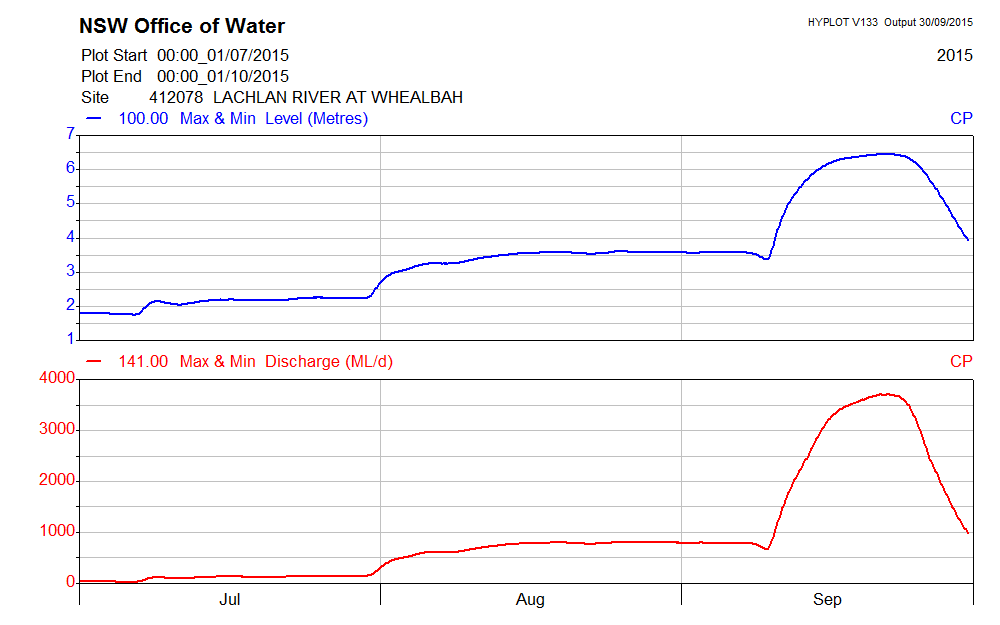 NSW Office of Water
HYPLOT V133 Output 30/09/2015
Plot Start 00:00_01/07/2015
2015
Plot End 00:00_01/10/2015
Site 412078 LACHLAN RIVER AT WHEALBAH
100.00 Max & Min Level (Metres)
CP
7
6
5
4
3
2
1
141.00 Max & Min Discharge (ML/d)
CP
4000
3000
2000
1000
0
Jul Aug Sep